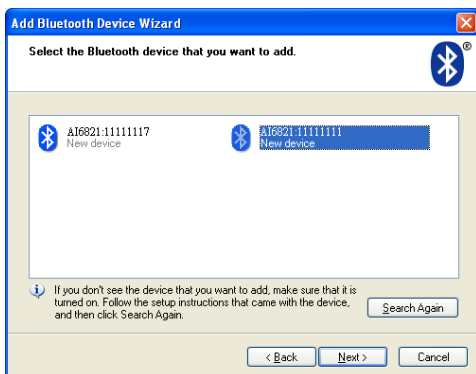 Add Bluetooth Device Wizard
Select the Bluetooth device that you want to add.
®
AI6821:11111117
New device
AI6821:11111111
New device
If you don't see the device that you want to add, make sure that it is
turned on. Follow the setup instructions that came with the device,
and then click Search Again.
Search Again
< Back
Next >
Cancel